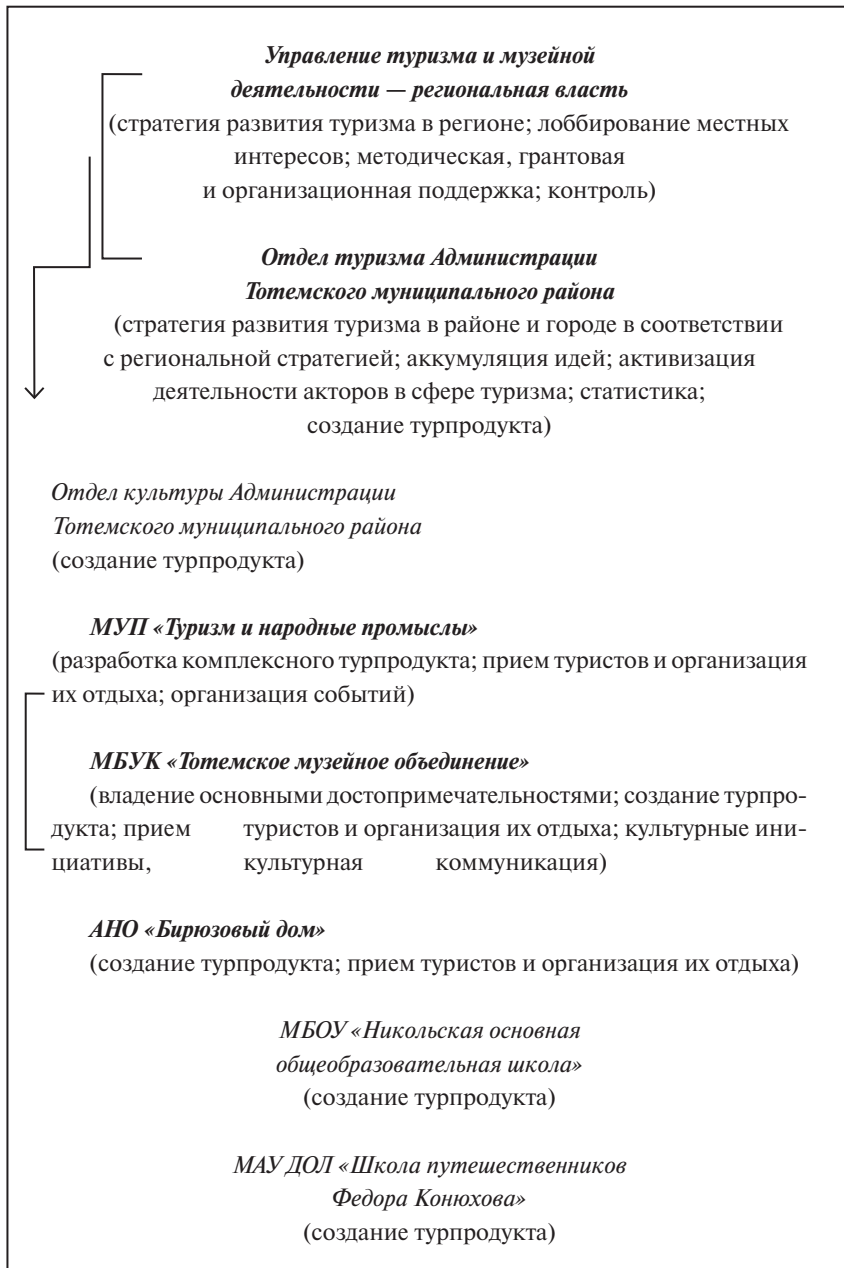 Управление туризма и музейной
деятельности — региональная власть
(стратегия развития туризма в регионе; лоббирование местных
интересов; методическая, грантовая
и организационная поддержка; контроль)
Отдел туризма Администрации
Тотемского муниципального района
(стратегия развития туризма в районе и городе в соответствии
с региональной стратегией; аккумуляция идей; активизация
деятельности акторов в сфере туризма; статистика;
создание турпродукта)
Отдел культуры Администрации
Тотемского муниципального района
(создание турпродукта)
МУП «Туризм и народные промыслы»
(разработка комплексного турпродукта; прием туристов и организация
их отдыха; организация событий)
МБУК «Тотемское музейное объединение»
(владение основными достопримечательностями; создание турпро-
дукта; прием туристов и организация их отдыха; культурные ини-
циативы, культурная коммуникация)
АНО «Бирюзовый дом»
(создание турпродукта; прием туристов и организация их отдыха)
МБОУ «Никольская основная
общеобразовательная школа»
(создание турпродукта)
МАУ ДОЛ «Школа путешественников
Федора Конюхова»
(создание турпродукта)